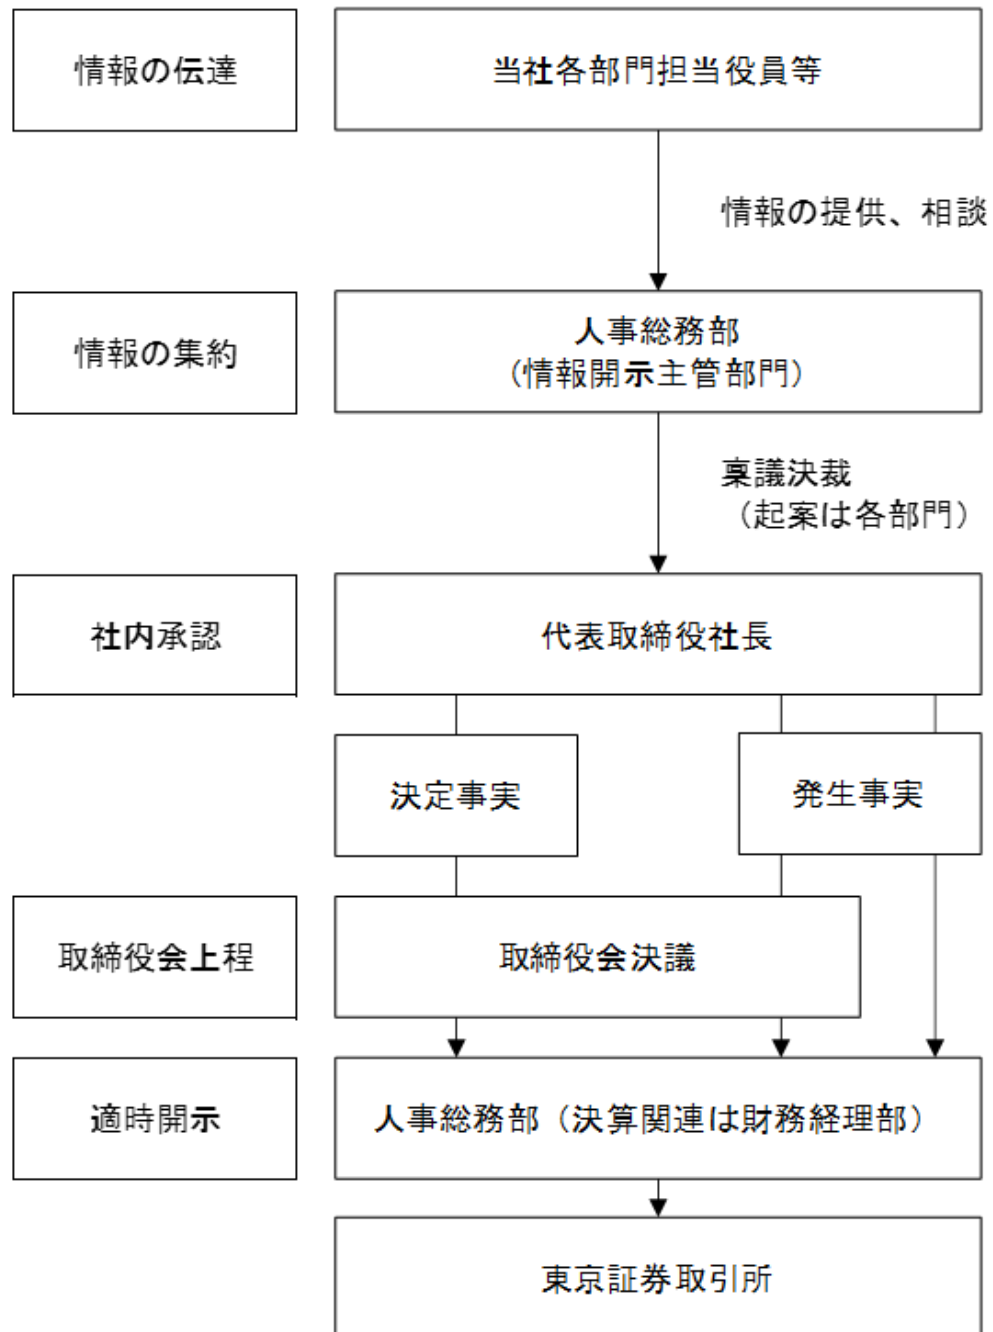 情報の伝達
当社各部門担当役員等
情報の提供、相談
情報の集約
人事総務部
（情報開示主管部門）
稟議決裁
（起案は各部門）
社内承認
代表取締役社長
決定事実
発生事実
取締役会上程
取締役会決議
適時開示
人事総務部（決算関連は財務経理部）
東京証券取引所